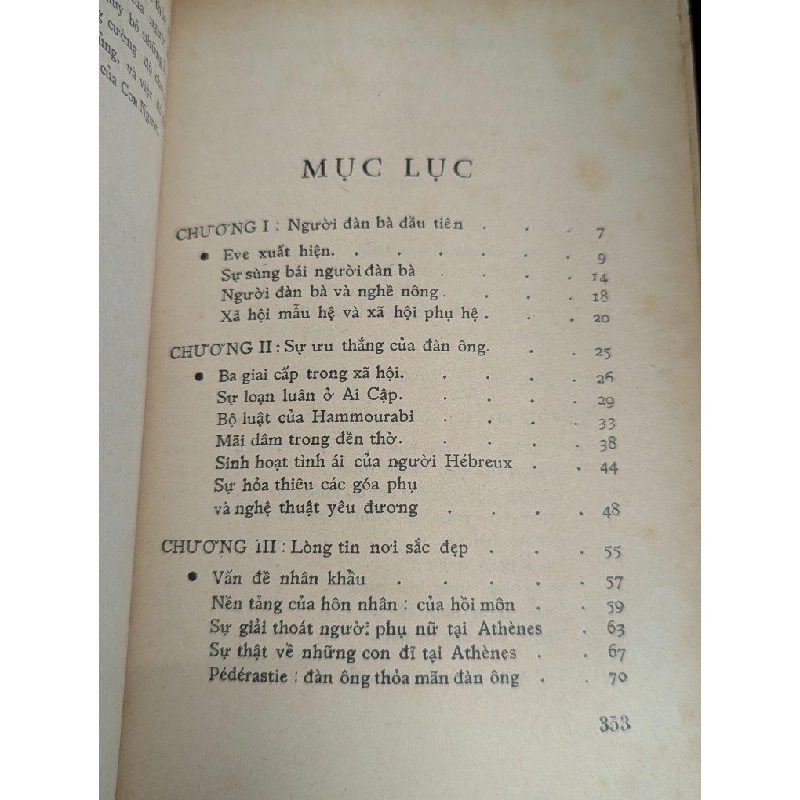 của Con Người.
MỤC LỤC
CHƯƠNG I : Người đàn bà đầu tiên . . . 7
• Eve xuất hiện. . . . . . . 9
Sự sùng bái người đàn bà . . . . 14
Người đàn bà và nghề nông . . . . 18
Xã hội mẫu hệ và xã hội phụ hệ . . . 20
CHƯƠNG II : Sự ưu thắng của đàn ông. . . 25
• Ba giai cấp trong xã hội. . . . . 26
Sự loạn luân ở Ai Cập. . . . . 29
Bộ luật của Hammourabi . . . . 33
Mãi dâm trong đền thờ. . . . . 38
Sinh hoạt tình ái của người Hébreux . . 44
Sự hỏa thiêu các góa phụ
và nghệ thuật yêu đương . . . . 48
CHƯƠNG III : Lòng tin nơi sắc đẹp . . . 55
• Vấn đề nhân khẩu . . . . . 57
Nền tảng của hôn nhân : của hồi môn . . 59
Sự giải thoát người phụ nữ tại Athènes . 63
Sự thật về những con đĩ tại Athènes . . 67
Pédérastie : đàn ông thỏa mãn đàn ông . . 70
353